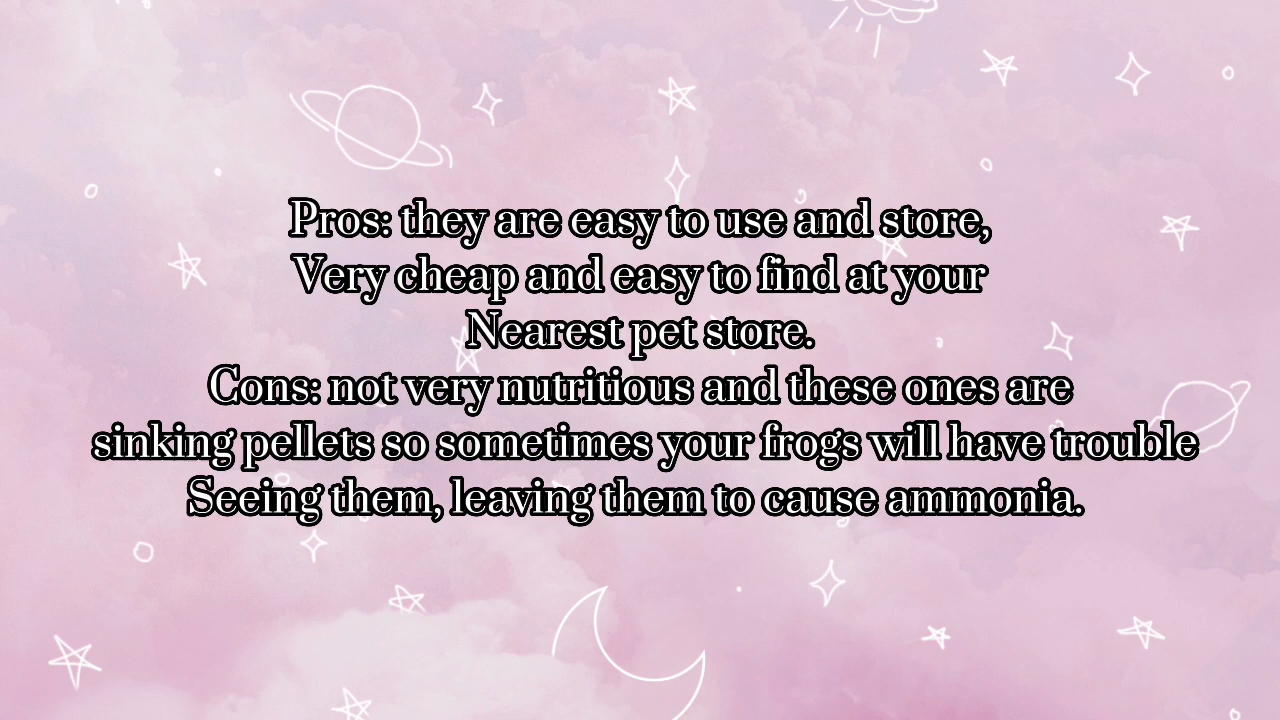 Pros: they are easy to use and store,
Very cheap and easy to find at your
Nearest pet store.
Cons: not very nutritious and these ones are
sinking pellets so sometimes your frogs will have trouble
Seeing them, leaving them to cause ammonia.